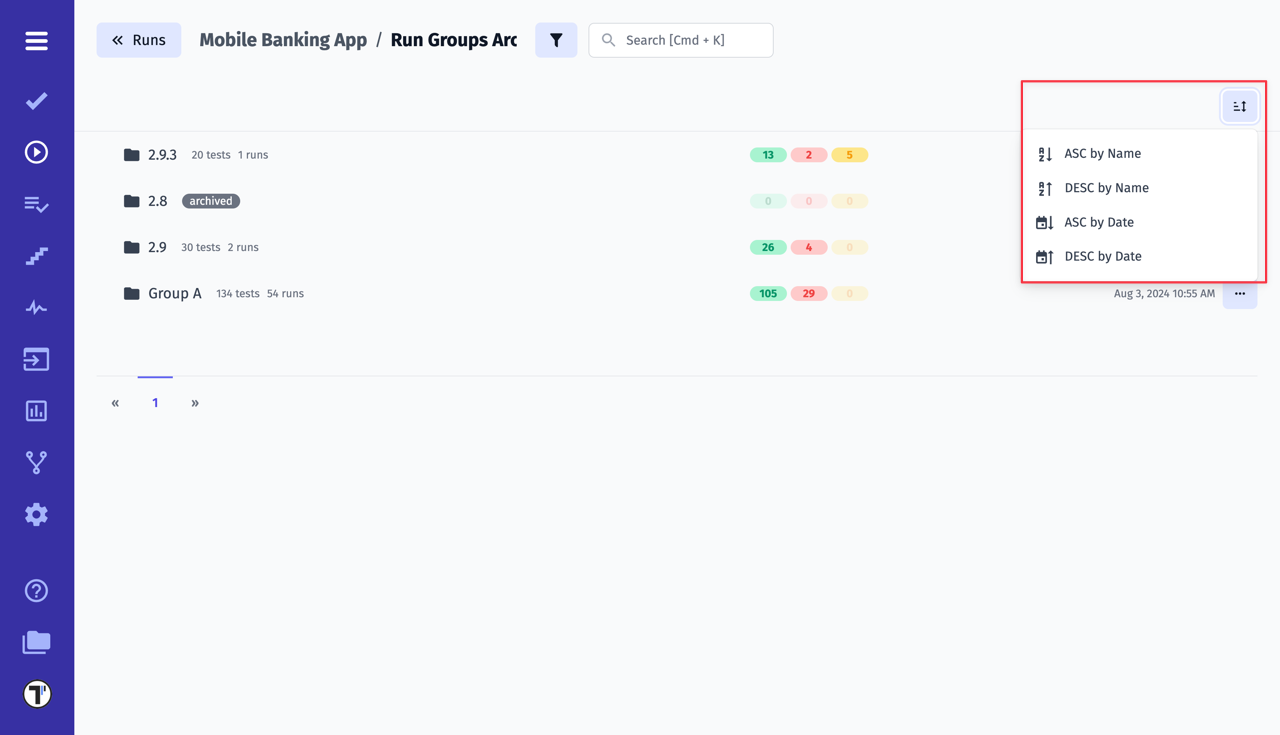 « Runs
Mobile Banking App / Run Groups Arc
Search [Cmd + K]
2.9.3 20 tests 1 runs 13 2 5
ASC by Name
2.8 archived 0 0 0
DESC by Name
ASC by Date
2.9 30 tests 2 runs 26 4 0
DESC by Date
Group A 134 tests 54 runs 105 29 0 Aug 3, 2024 10:55 AM ···
« 1 »